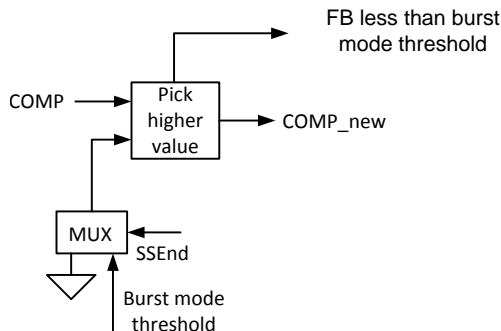 FB less than burst
mode threshold
COMP
Pick
higher
value
COMP_new
MUX
SSEnd
Burst mode
threshold